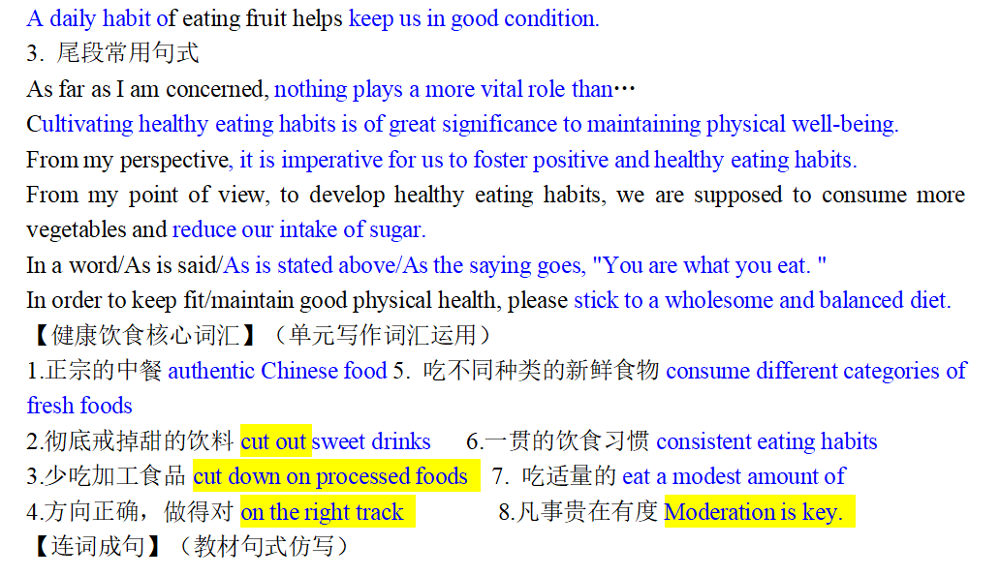 A daily habit of eating fruit helps keep us in good condition.
3. 尾段常用句式
As far as I am concerned, nothing plays a more vital role than…
Cultivating healthy eating habits is of great significance to maintaining physical well-being.
From my perspective, it is imperative for us to foster positive and healthy eating habits.
From my point of view, to develop healthy eating habits, we are supposed to consume more
vegetables and reduce our intake of sugar.
In a word/As is said/As is stated above/As the saying goes, "You are what you eat. "
In order to keep fit/maintain good physical health, please stick to a wholesome and balanced diet.
【健康饮食核心词汇】（单元写作词汇运用）
1.正宗的中餐 authentic Chinese food 5. 吃不同种类的新鲜食物 consume different categories of
fresh foods
2.彻底戒掉甜的饮料 cut out sweet drinks 6.一贯的饮食习惯 consistent eating habits
3.少吃加工食品 cut down on processed foods 7. 吃适量的 eat a modest amount of
4.方向正确，做得对 on the right track 8.凡事贵在有度 Moderation is key.
【连词成句】（教材句式仿写）